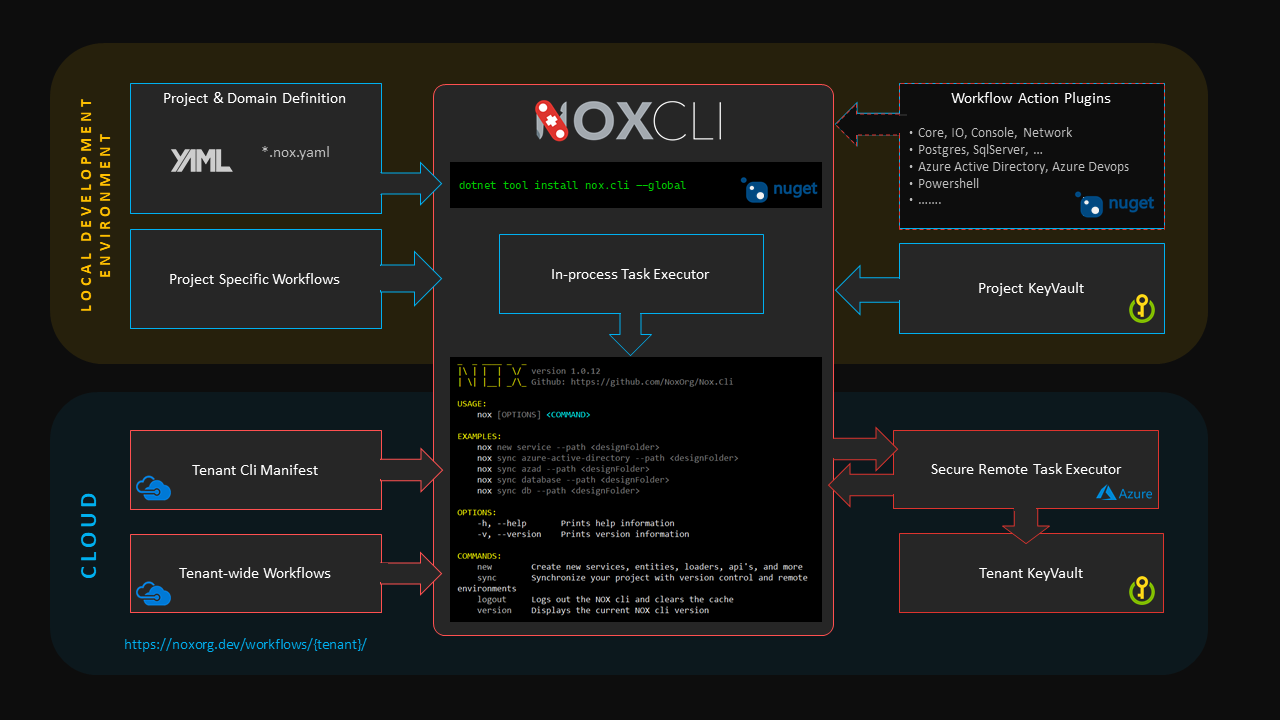 LOCAL DEVELOPMENT
ENVIRONMENT
Project & Domain Definition
YAML
*.nox.yaml
Project Specific Workflows
NOXCLI
dotnet tool install nox.cli --global
nuget
In-process Task Executor
Workflow Action Plugins
• Core, IO, Console, Network
• Postgres, SqlServer, ...
• Azure Active Directory, Azure Devops
• Powershell
• .......
nuget
Project KeyVault
CLOUD
Tenant Cli Manifest
Tenant-wide Workflows
https://noxorg.dev/workflows/{tenant}/
NOX
version 1.0.12
Github: https://github.com/NoxOrg/Nox.Cli
USAGE:
nox [OPTIONS] <COMMAND>
EXAMPLES:
nox new service --path <designFolder>
nox sync azure-active-directory --path <designFolder>
nox sync azad --path <designFolder>
nox sync database --path <designFolder>
nox sync db --path <designFolder>
OPTIONS:
-h, --help Prints help information
-v, --version Prints version information
COMMANDS:
new Create new services, entities, loaders, api's, and more
sync Synchronize your project with version control and remote
environments
logout Logs out the NOX cli and clears the cache
version Displays the current NOX cli version
Secure Remote Task Executor
Azure
Tenant KeyVault